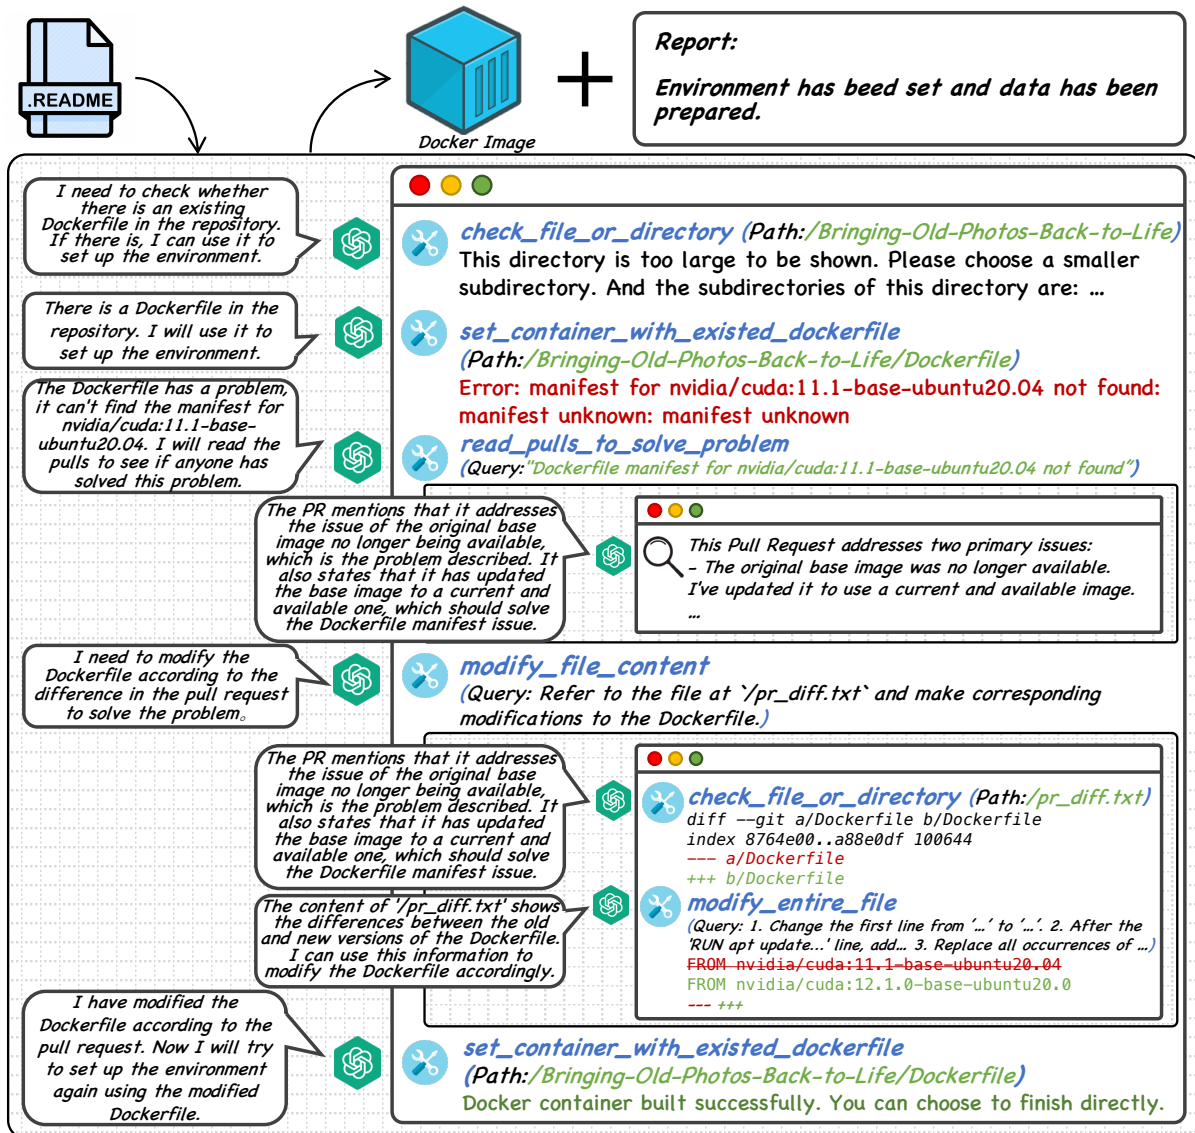 .README
Docker Image
Report:
Environment has beed set and data has been
prepared.
I need to check whether
there is an existing
Dockerfile in the repository.
If there is, I can use it to
set up the environment.
check_file_or_directory (Path:/Bringing-Old-Photos-Back-to-Life)
This directory is too large to be shown. Please choose a smaller
subdirectory. And the subdirectories of this directory are: ...
There is a Dockerfile in the
repository. I will use it to
set up the environment.
set_container_with_existed_dockerfile
(Path:/Bringing-Old-Photos-Back-to-Life/Dockerfile)
Error: manifest for nvidia/cuda:11.1-base-ubuntu20.04 not found:
manifest unknown: manifest unknown
The Dockerfile has a problem,
it can't find the manifest for
nvidia/cuda:11.1-base-
ubuntu20.04. I will read the
pulls to see if anyone has
solved this problem.
read_pulls_to_solve_problem
(Query:"Dockerfile manifest for nvidia/cuda:11.1-base-ubuntu20.04 not found")
The PR mentions that it addresses
the issue of the original base
image no longer being available,
which is the problem described. It
also states that it has updated
the base image to a current and
available one, which should solve
the Dockerfile manifest issue.
This Pull Request addresses two primary issues:
- The original base image was no longer available.
I've updated it to use a current and available image.
...
I need to modify the
Dockerfile according to the
difference in the pull request
to solve the problem。
modify_file_content
(Query: Refer to the file at `/pr_diff.txt` and make corresponding
modifications to the Dockerfile.)
The PR mentions that it addresses
the issue of the original base
image no longer being available,
which is the problem described. It
also states that it has updated
the base image to a current and
available one, which should solve
the Dockerfile manifest issue.
check_file_or_directory (Path:/pr_diff.txt)
diff --git a/Dockerfile b/Dockerfile
index 8764e00..a88e0df 100644
--- a/Dockerfile
+++ b/Dockerfile
The content of '/pr_diff.txt' shows
the differences between the old
and new versions of the Dockerfile.
I can use this information to
modify the Dockerfile accordingly.
modify_entire_file
(Query: 1. Change the first line from '...' to '...'. 2. After the
'RUN apt update...' line, add... 3. Replace all occurrences of ...)
FROM nvidia/cuda:11.1-base-ubuntu20.04
FROM nvidia/cuda:12.1.0-base-ubuntu20.0
--- +++
I have modified the
Dockerfile according to the
pull request. Now I will try
to set up the environment
again using the modified
Dockerfile.
set_container_with_existed_dockerfile
(Path:/Bringing-Old-Photos-Back-to-Life/Dockerfile)
Docker container built successfully. You can choose to finish directly.